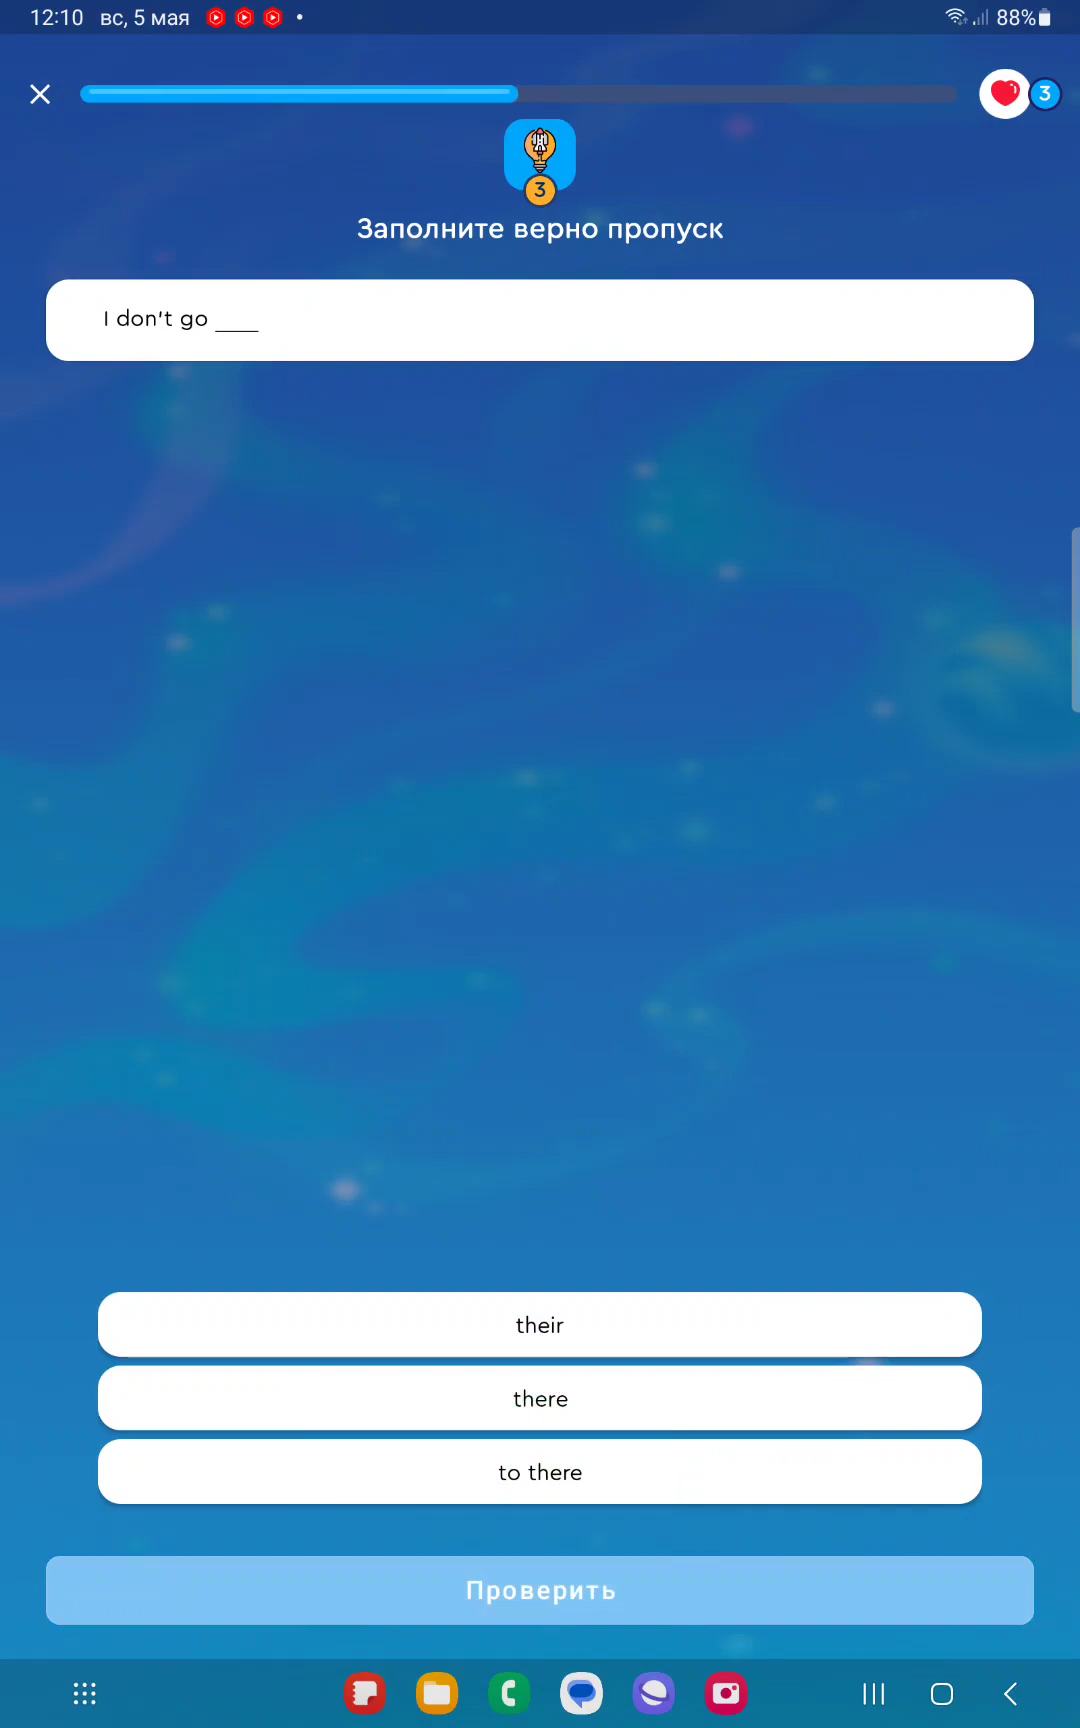 12:10 вс, 5 мая 88%
3
3
Заполните верно пропуск
I don't go ____
their
there
to there
Проверить